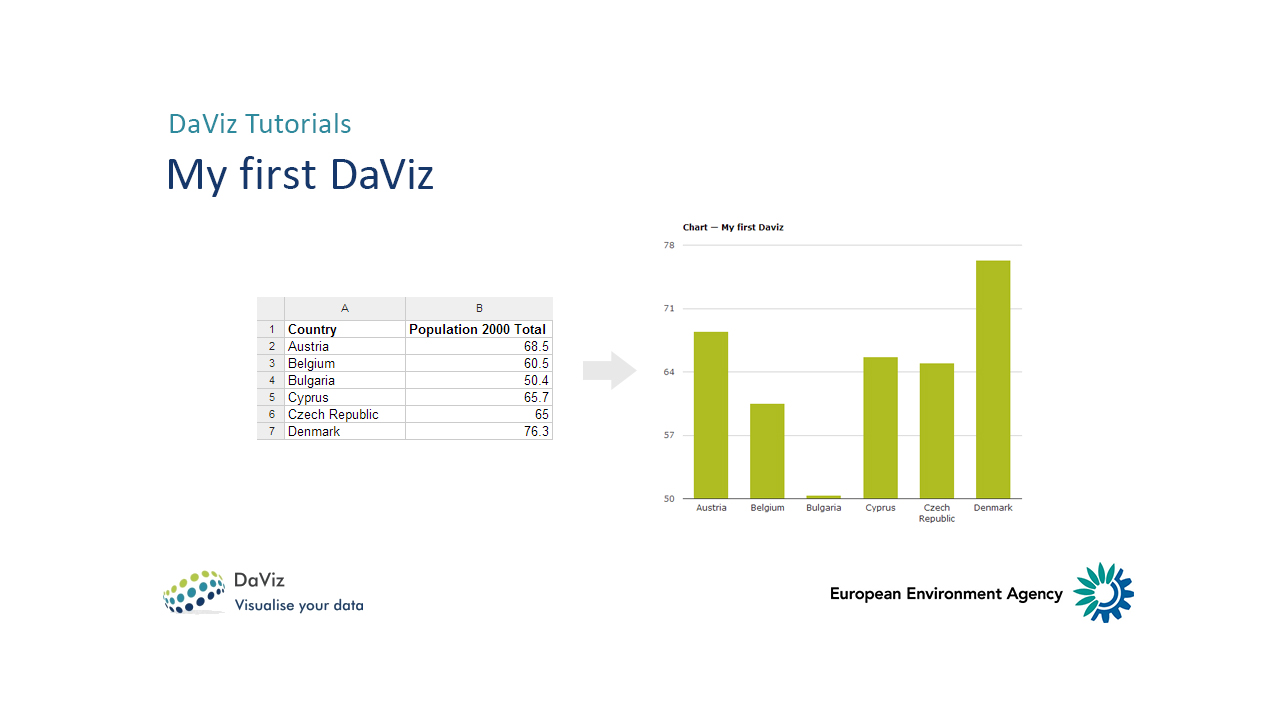 DaViz Tutorials
My first DaViz
A B
1 Country Population 2000 Total
2 Austria 68.5
3 Belgium 60.5
4 Bulgaria 50.4
5 Cyprus 65.7
6 Czech Republic 65
7 Denmark 76.3
Chart — My first Daviz
78
71
64
57
50
Austria Belgium Bulgaria Cyprus Czech Denmark
Republic
DaViz
Visualise your data
European Environment Agency